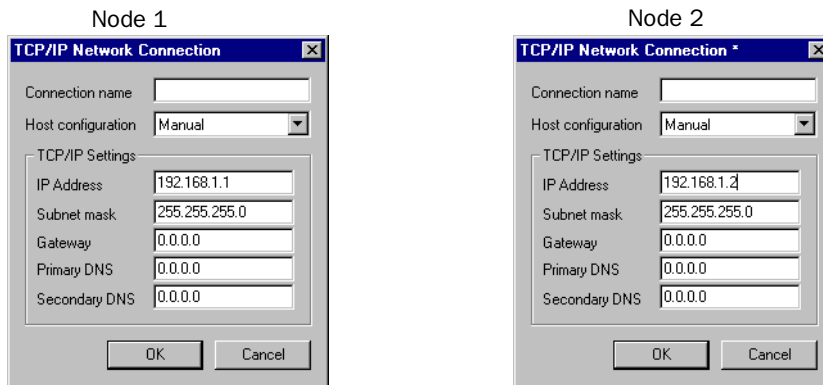 Node 1
TCP/IP Network Connection
Connection name
Host configuration Manual
TCP/IP Settings
IP Address 192.168.1.1
Subnet mask 255.255.255.0
Gateway 0.0.0.0
Primary DNS 0.0.0.0
Secondary DNS 0.0.0.0
OK Cancel
Node 2
TCP/IP Network Connection *
Connection name
Host configuration Manual
TCP/IP Settings
IP Address 192.168.1.2
Subnet mask 255.255.255.0
Gateway 0.0.0.0
Primary DNS 0.0.0.0
Secondary DNS 0.0.0.0
OK Cancel